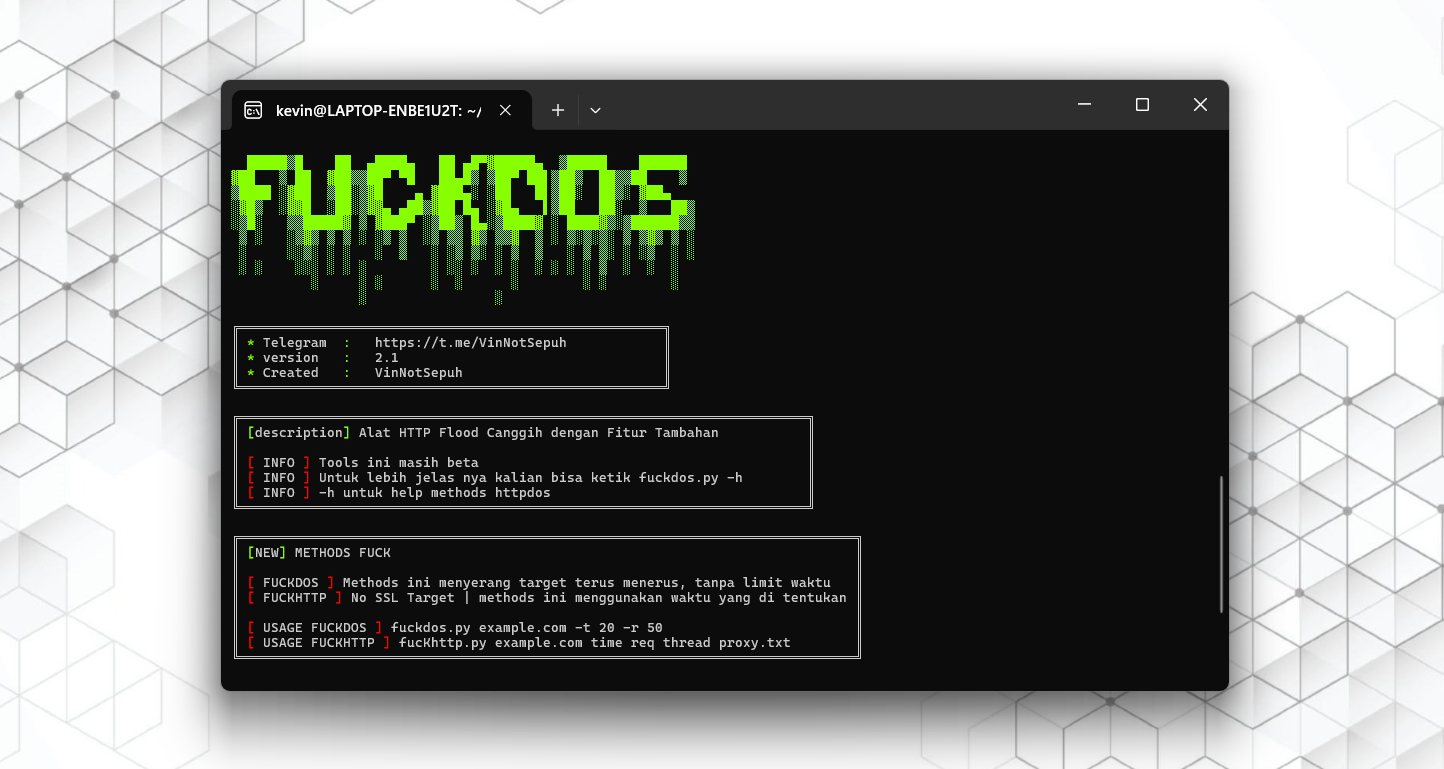 kevin@LAPTOP-ENBE1U2T: ~/
FUCKDOS
* Telegram : https://t.me/VinNotSepuh
* version : 2.1
* Created : VinNotSepuh
[description] Alat HTTP Flood Canggih dengan Fitur Tambahan
[ INFO ] Tools ini masih beta
[ INFO ] Untuk lebih jelas nya kalian bisa ketik fuckdos.py -h
[ INFO ] -h untuk help methods httpdos
[NEW] METHODS FUCK
[ FUCKDOS ] Methods ini menyerang target terus menerus, tanpa limit waktu
[ FUCKHTTP ] No SSL Target | methods ini menggunakan waktu yang di tentukan
[ USAGE FUCKDOS ] fuckdos.py example.com -t 20 -r 50
[ USAGE FUCKHTTP ] fucKhttp.py example.com time req thread proxy.txt